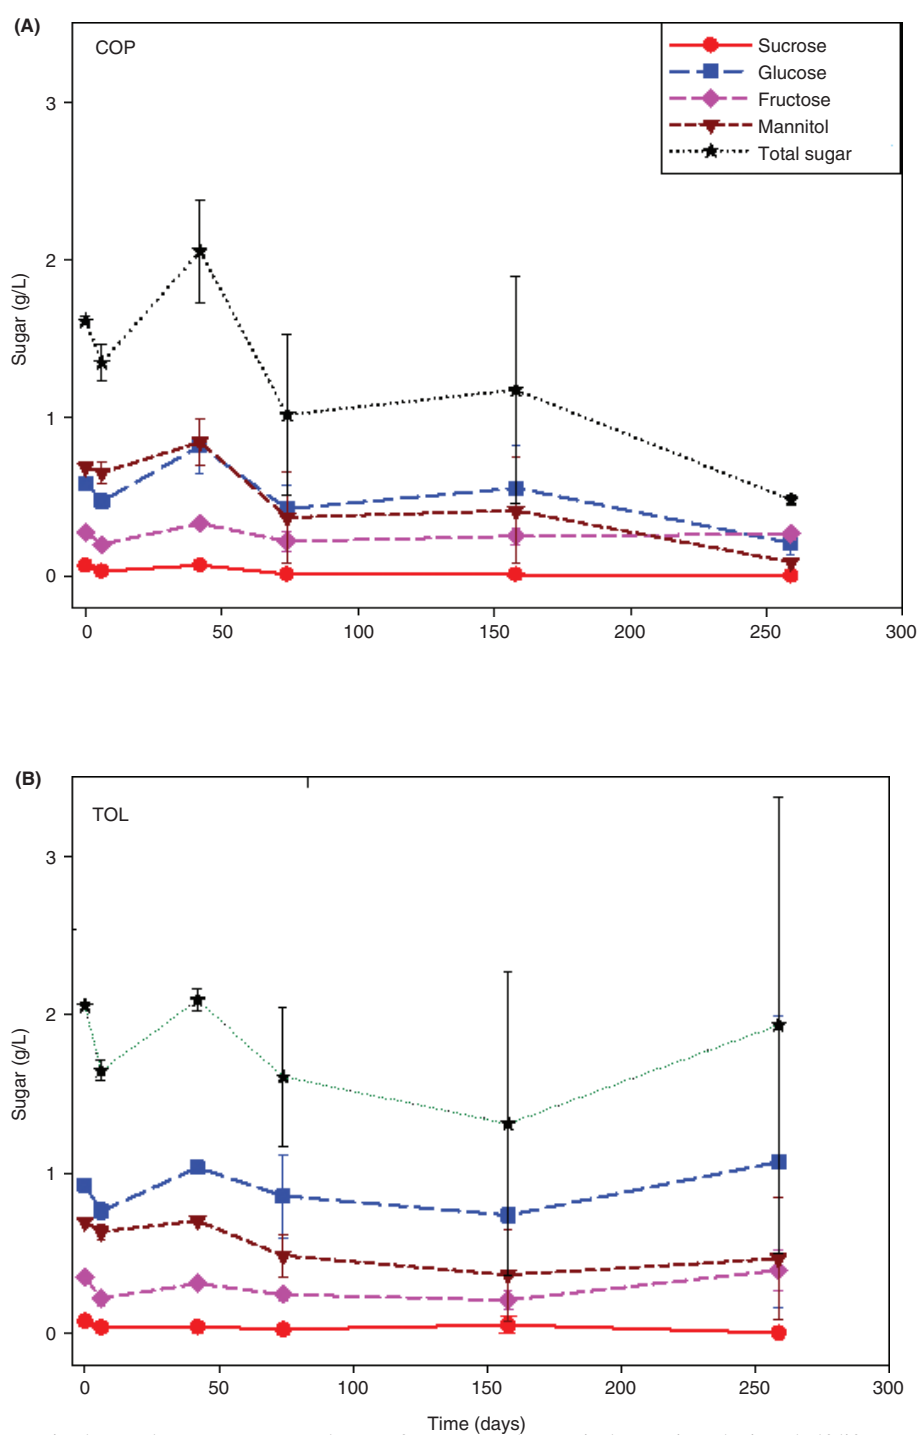 (A)
COP
Sucrose
Glucose
Fructose
Mannitol
Total sugar
3
2
1
0
Sugar (g/L)
0 50 100 150 200 250 300
(B)
TOL
3
2
1
0
Sugar (g/L)
0 50 100 150 200 250 300
Time (days)